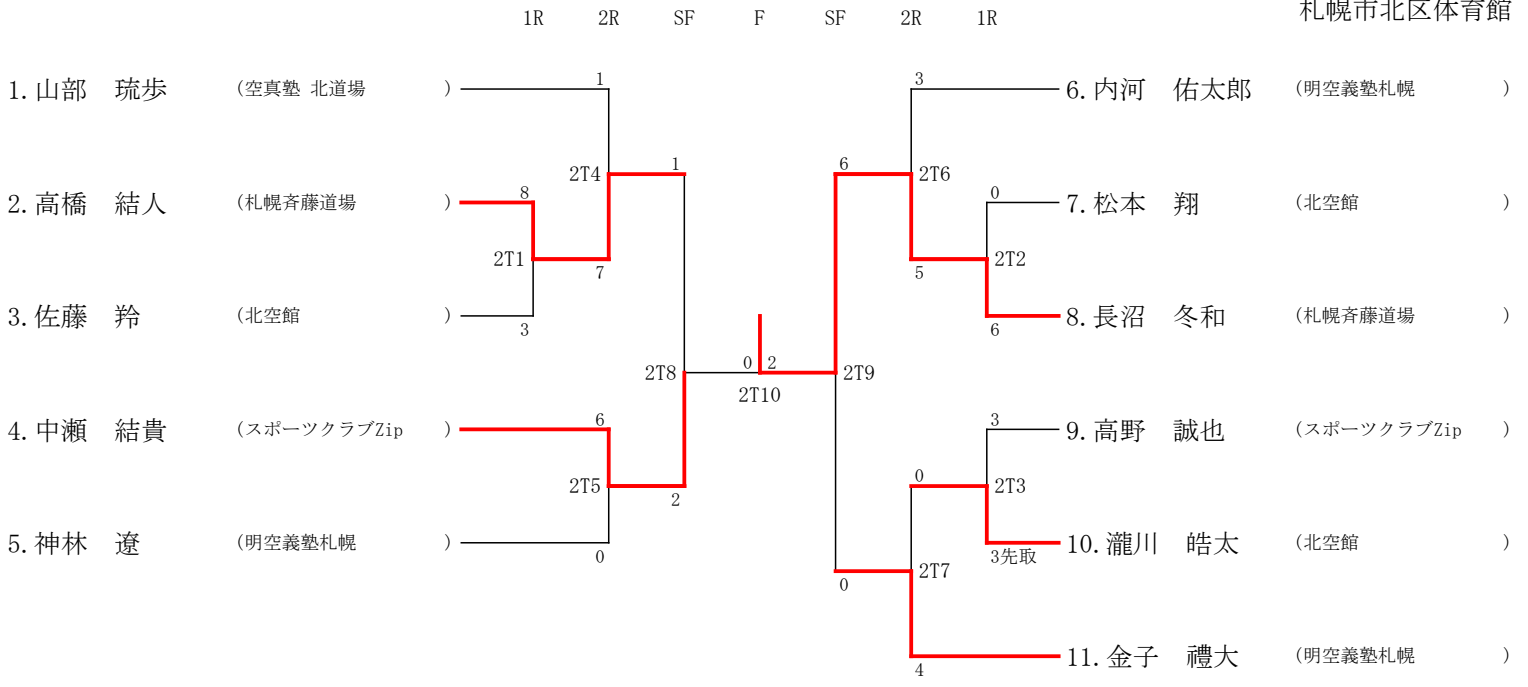 札幌市北区体育館
1R 2R SF F SF 2R 1R
1.山部 琉歩 (空真塾 北道場 ) 1 3 6.内河 佑太郎 (明空義塾札幌 )
2T4 1 6 2T6
2.高橋 結人 (札幌斉藤道場 ) 8 0 7.松本 翔 (北空館 )
2T1 7 5 2T2
3.佐藤 羚 (北空館 ) 3 6 8.長沼 冬和 (札幌斉藤道場 )
2T8 0 2 2T9
2T10
4.中瀬 結貴 (スポーツクラブZip ) 6 3 9.高野 誠也 (スポーツクラブZip )
2T5 2 0 2T3
5.神林 遼 (明空義塾札幌 ) 0 3先取 10.瀧川 皓太 (北空館 )
0 2T7
4 11.金子 禮大 (明空義塾札幌 )